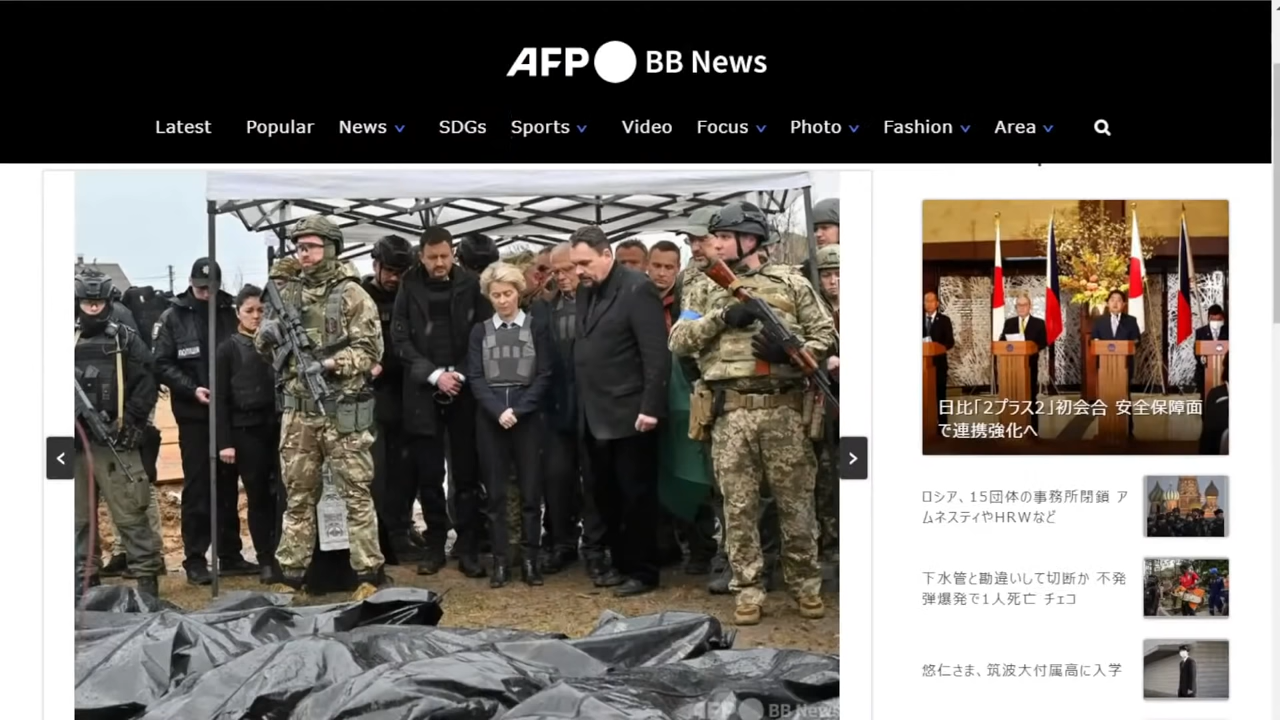 AFP BB News
Latest Popular News SDGs Sports Video Focus Photo Fashion Area
ПОЛІЦІЯ
日比「2プラス2」初会合 安全保障面
で連携強化へ
ロシア、15団体の事務所閉鎖 ア
ムネスティやHRWなど
下水管と勘違いして切断か 不発
弾爆発で1人死亡 チェコ
悠仁さま、筑波大付属高に入学
AFP BB News